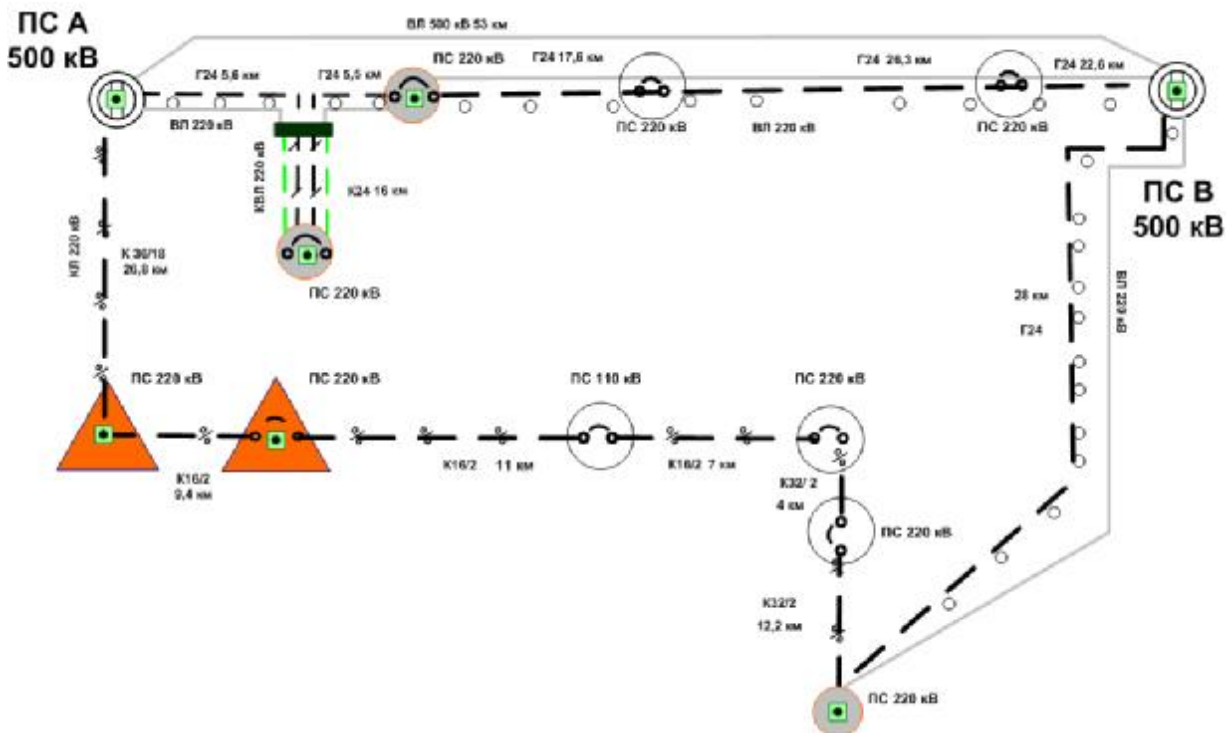 ПС А
500 кВ
ВЛ 500 кВ 53 км
Г24 5,6 км
Г24 5,5 км
ПС 220 кВ
Г24 17,6 км
Г24 26,3 км
Г24 22,6 км
ВЛ 220 кВ
ПС 220 кВ
ВЛ 220 кВ
ПС 220 кВ
КВЛ 220 кВ
К24 16 км
ПС В
500 кВ
КЛ 220 кВ
К 36/18
26,8 км
ПС 220 кВ
28 км
Г24
ВЛ 220 кВ
ПС 220 кВ
ПС 220 кВ
ПС 110 кВ
ПС 220 кВ
К16/2
9,4 км
К16/2 11 км
К16/2 7 км
К32/ 2
4 км
ПС 220 кВ
К32/2
12,2 км
ПС 220 кВ